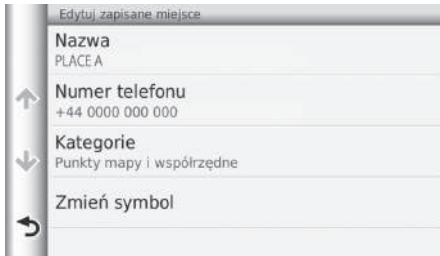 Edytuj zapisane miejsce
Nazwa
PLACE A
Numer telefonu
+44 0000 000 000
Kategorie
Punkty mapy i współrzędne
Zmień symbol